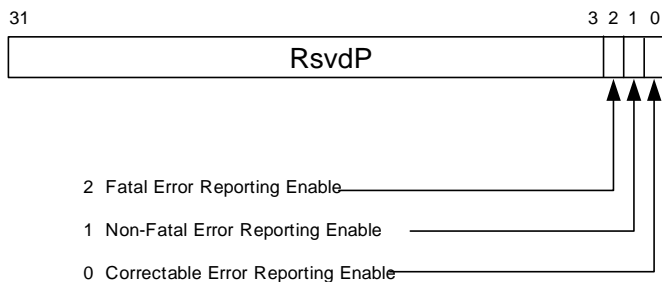 31 3 2 1 0
RsvdP
2 Fatal Error Reporting Enable
1 Non-Fatal Error Reporting Enable
0 Correctable Error Reporting Enable